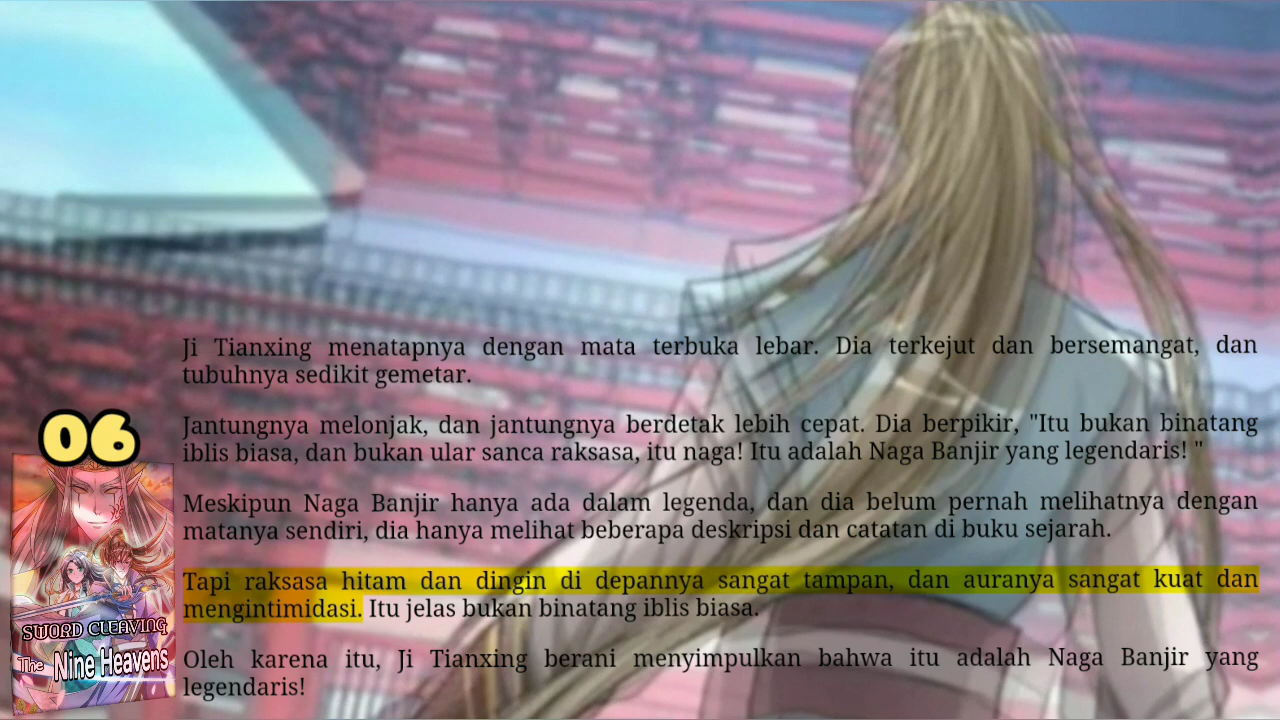 Ji Tianxing menatapnya dengan mata terbuka lebar. Dia terkejut dan bersemangat, dan
tubuhnya sedikit gemetar.
Jantungnya melonjak, dan jantungnya berdetak lebih cepat. Dia berpikir, "Itu bukan binatang
iblis biasa, dan bukan ular sanca raksasa, itu naga! Itu adalah Naga Banjir yang legendaris! "
Meskipun Naga Banjir hanya ada dalam legenda, dan dia belum pernah melihatnya dengan
matanya sendiri, dia hanya melihat beberapa deskripsi dan catatan di buku sejarah.
Tapi raksasa hitam dan dingin di depannya sangat tampan, dan auranya sangat kuat dan
mengintimidasi. Itu jelas bukan binatang iblis biasa.
Oleh karena itu, Ji Tianxing berani menyimpulkan bahwa itu adalah Naga Banjir yang
legendaris!
06
SWORD CLEAVING
The Nine Heavens